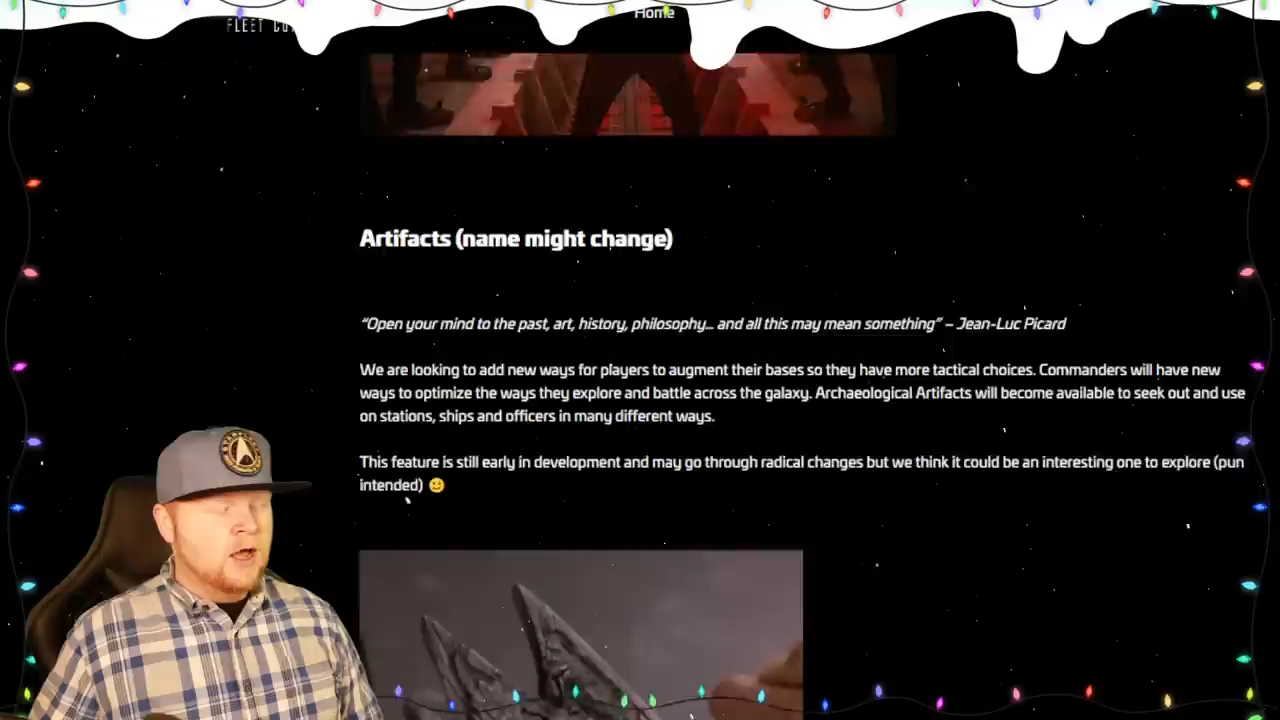 Home
FLEET
Artifacts (name might change)
“Open your mind to the past, art, history, philosophy... and all this may mean something” – Jean-Luc Picard
We are looking to add new ways for players to augment their bases so they have more tactical choices. Commanders will have new
ways to optimize the ways they explore and battle across the galaxy. Archaeological Artifacts will become available to seek out and use
on stations, ships and officers in many different ways.
This feature is still early in development and may go through radical changes but we think it could be an interesting one to explore (pun
intended) 🙂